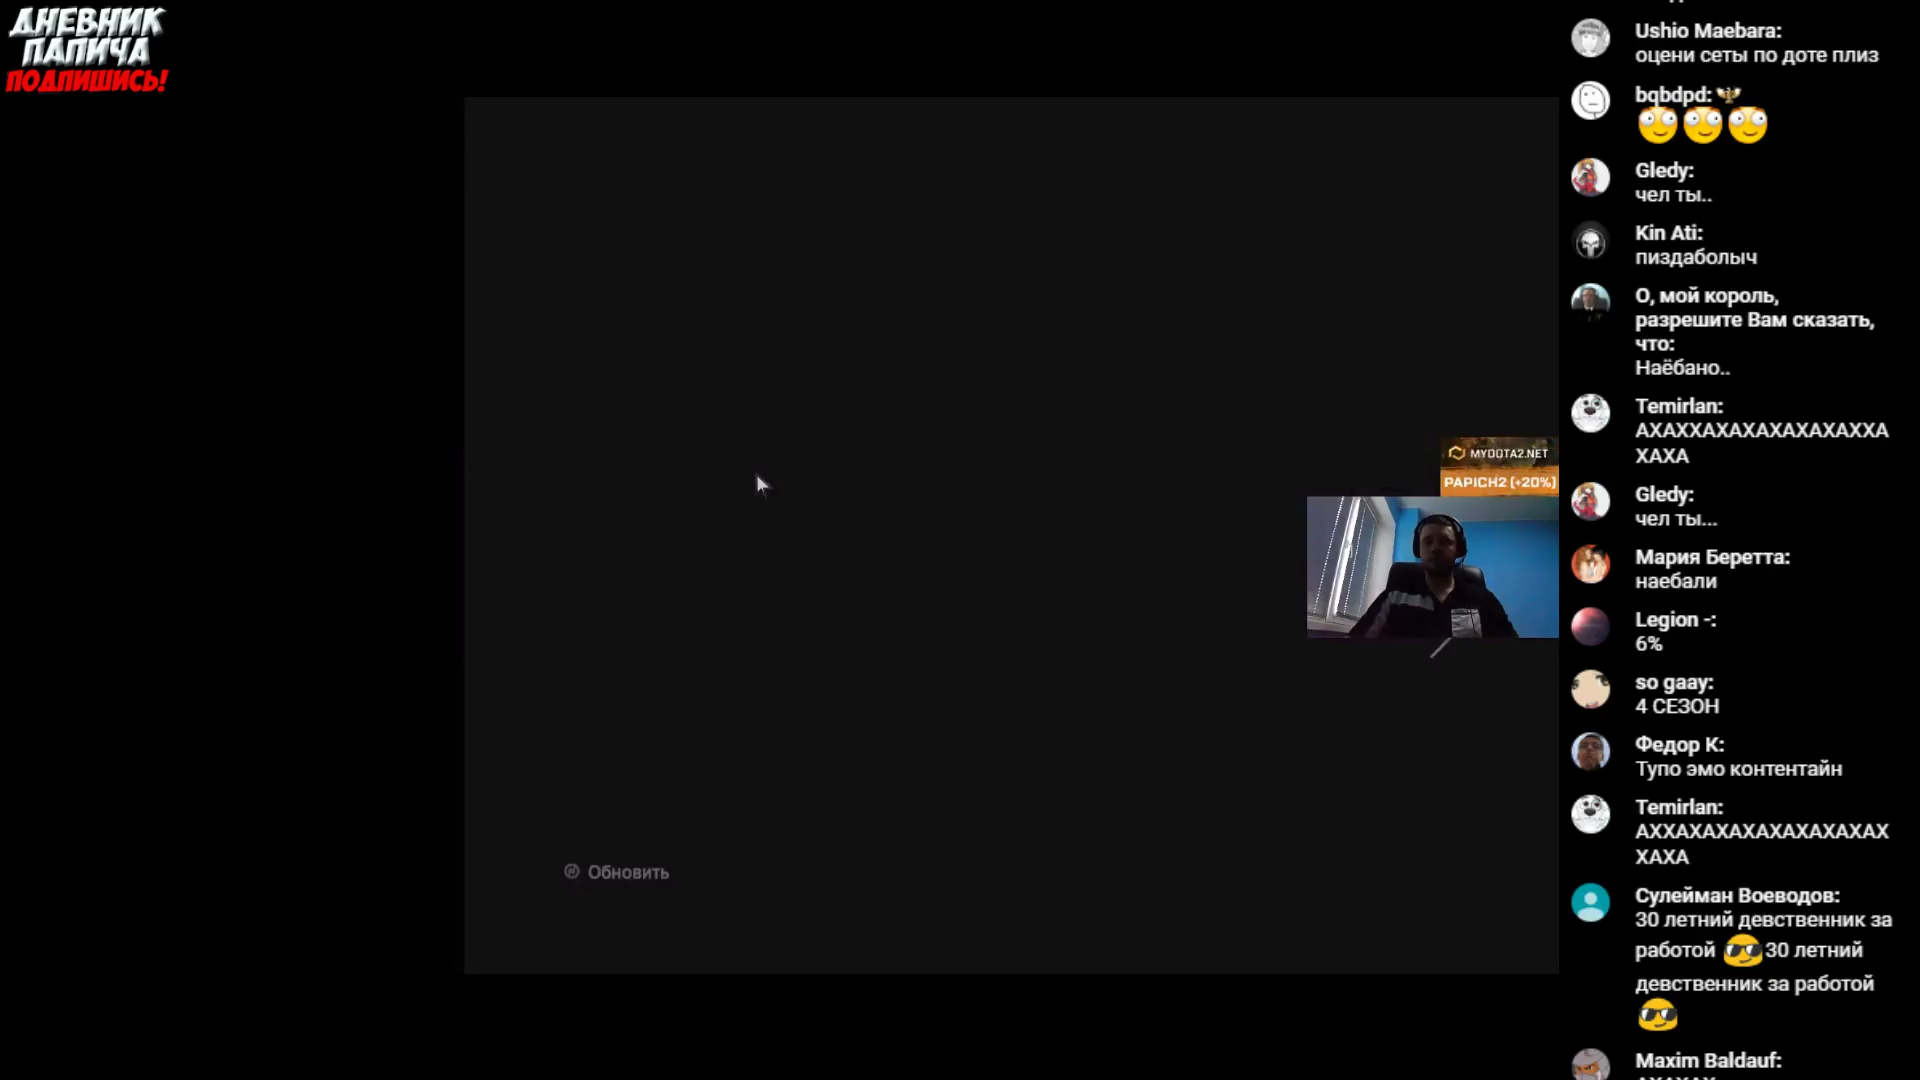 ДНЕВНИК
ПАПИЧА
ПОДПИШИСЬ!
Обновить
MYDOTA2.NET
PAPICH2 (+20%)
Ushio Maebara:
оцени сеты по доте плиз
bqbdpd:
Gledy:
чел ты..
Kin Ati:
пиздаболыч
О, мой король,
разрешите Вам сказать,
что:
Наёбано..
Temirlan:
АХАХХАХАХАХАХАХАХХА
ХАХА
Gledy:
чел ты...
Мария Беретта:
наебали
Legion -:
6%
so gaay:
4 СЕЗОН
Федор К:
Тупо эмо контентайн
Temirlan:
АХХАХАХАХАХАХАХАХАХ
ХАХА
Сулейман Воеводов:
30 летний девственник за
работой 30 летний
девственник за работой
Maxim Baldauf: